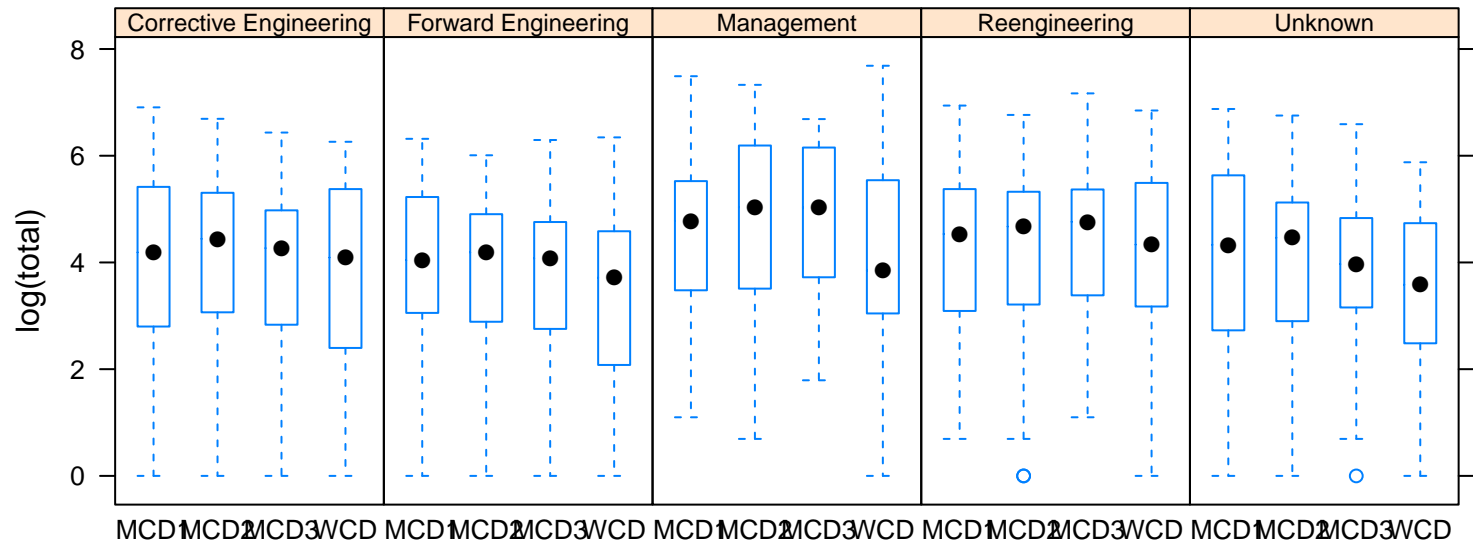 Corrective Engineering Forward Engineering Management Reengineering Unknown
8
6
4
2
0
log(total)
MCD1 MCD2 MCD3 WCD MCD1 MCD2 MCD3 WCD MCD1 MCD2 MCD3 WCD MCD1 MCD2 MCD3 WCD MCD1 MCD2 MCD3 WCD